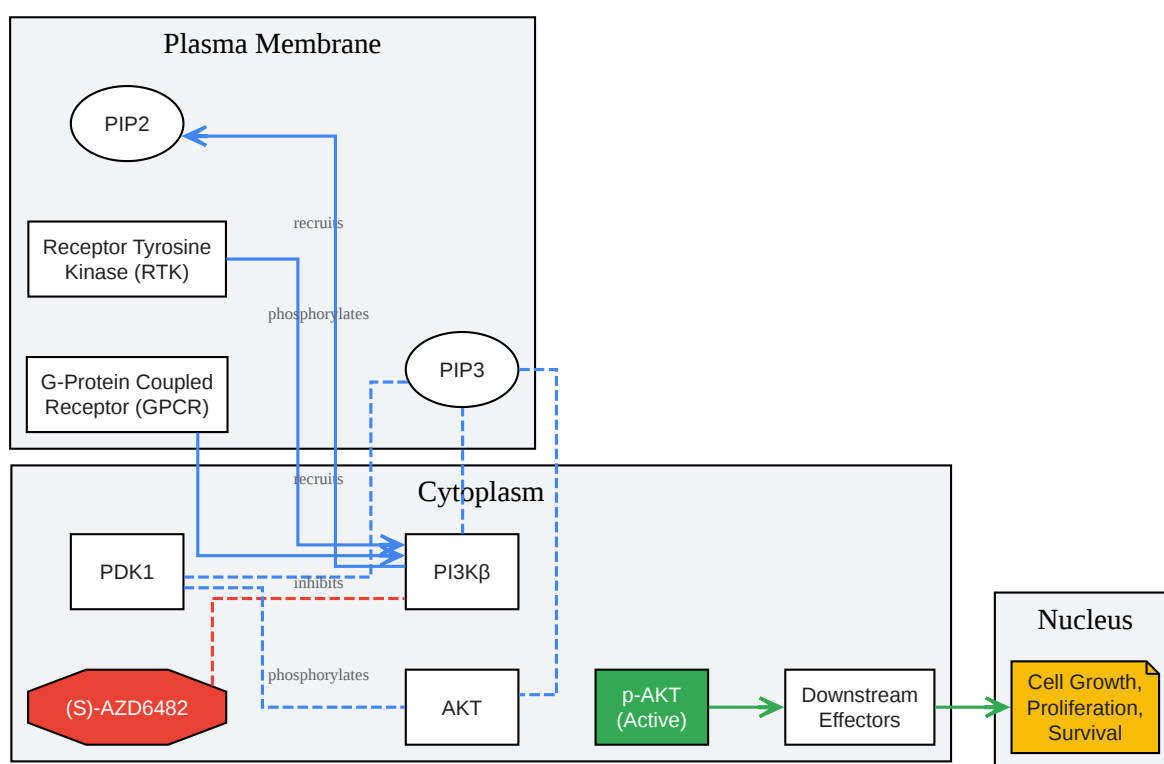 Plasma Membrane
PIP2
recruits
Receptor Tyrosine
Kinase (RTK)
phosphorylates
PIP3
G-Protein Coupled
Receptor (GPCR)
recruits
Cytoplasm
PDK1
PI3Kβ
inhibits
Nucleus
phosphorylates
(S)-AZD6482
AKT
p-AKT
(Active)
Downstream
Effectors
Cell Growth,
Proliferation,
Survival